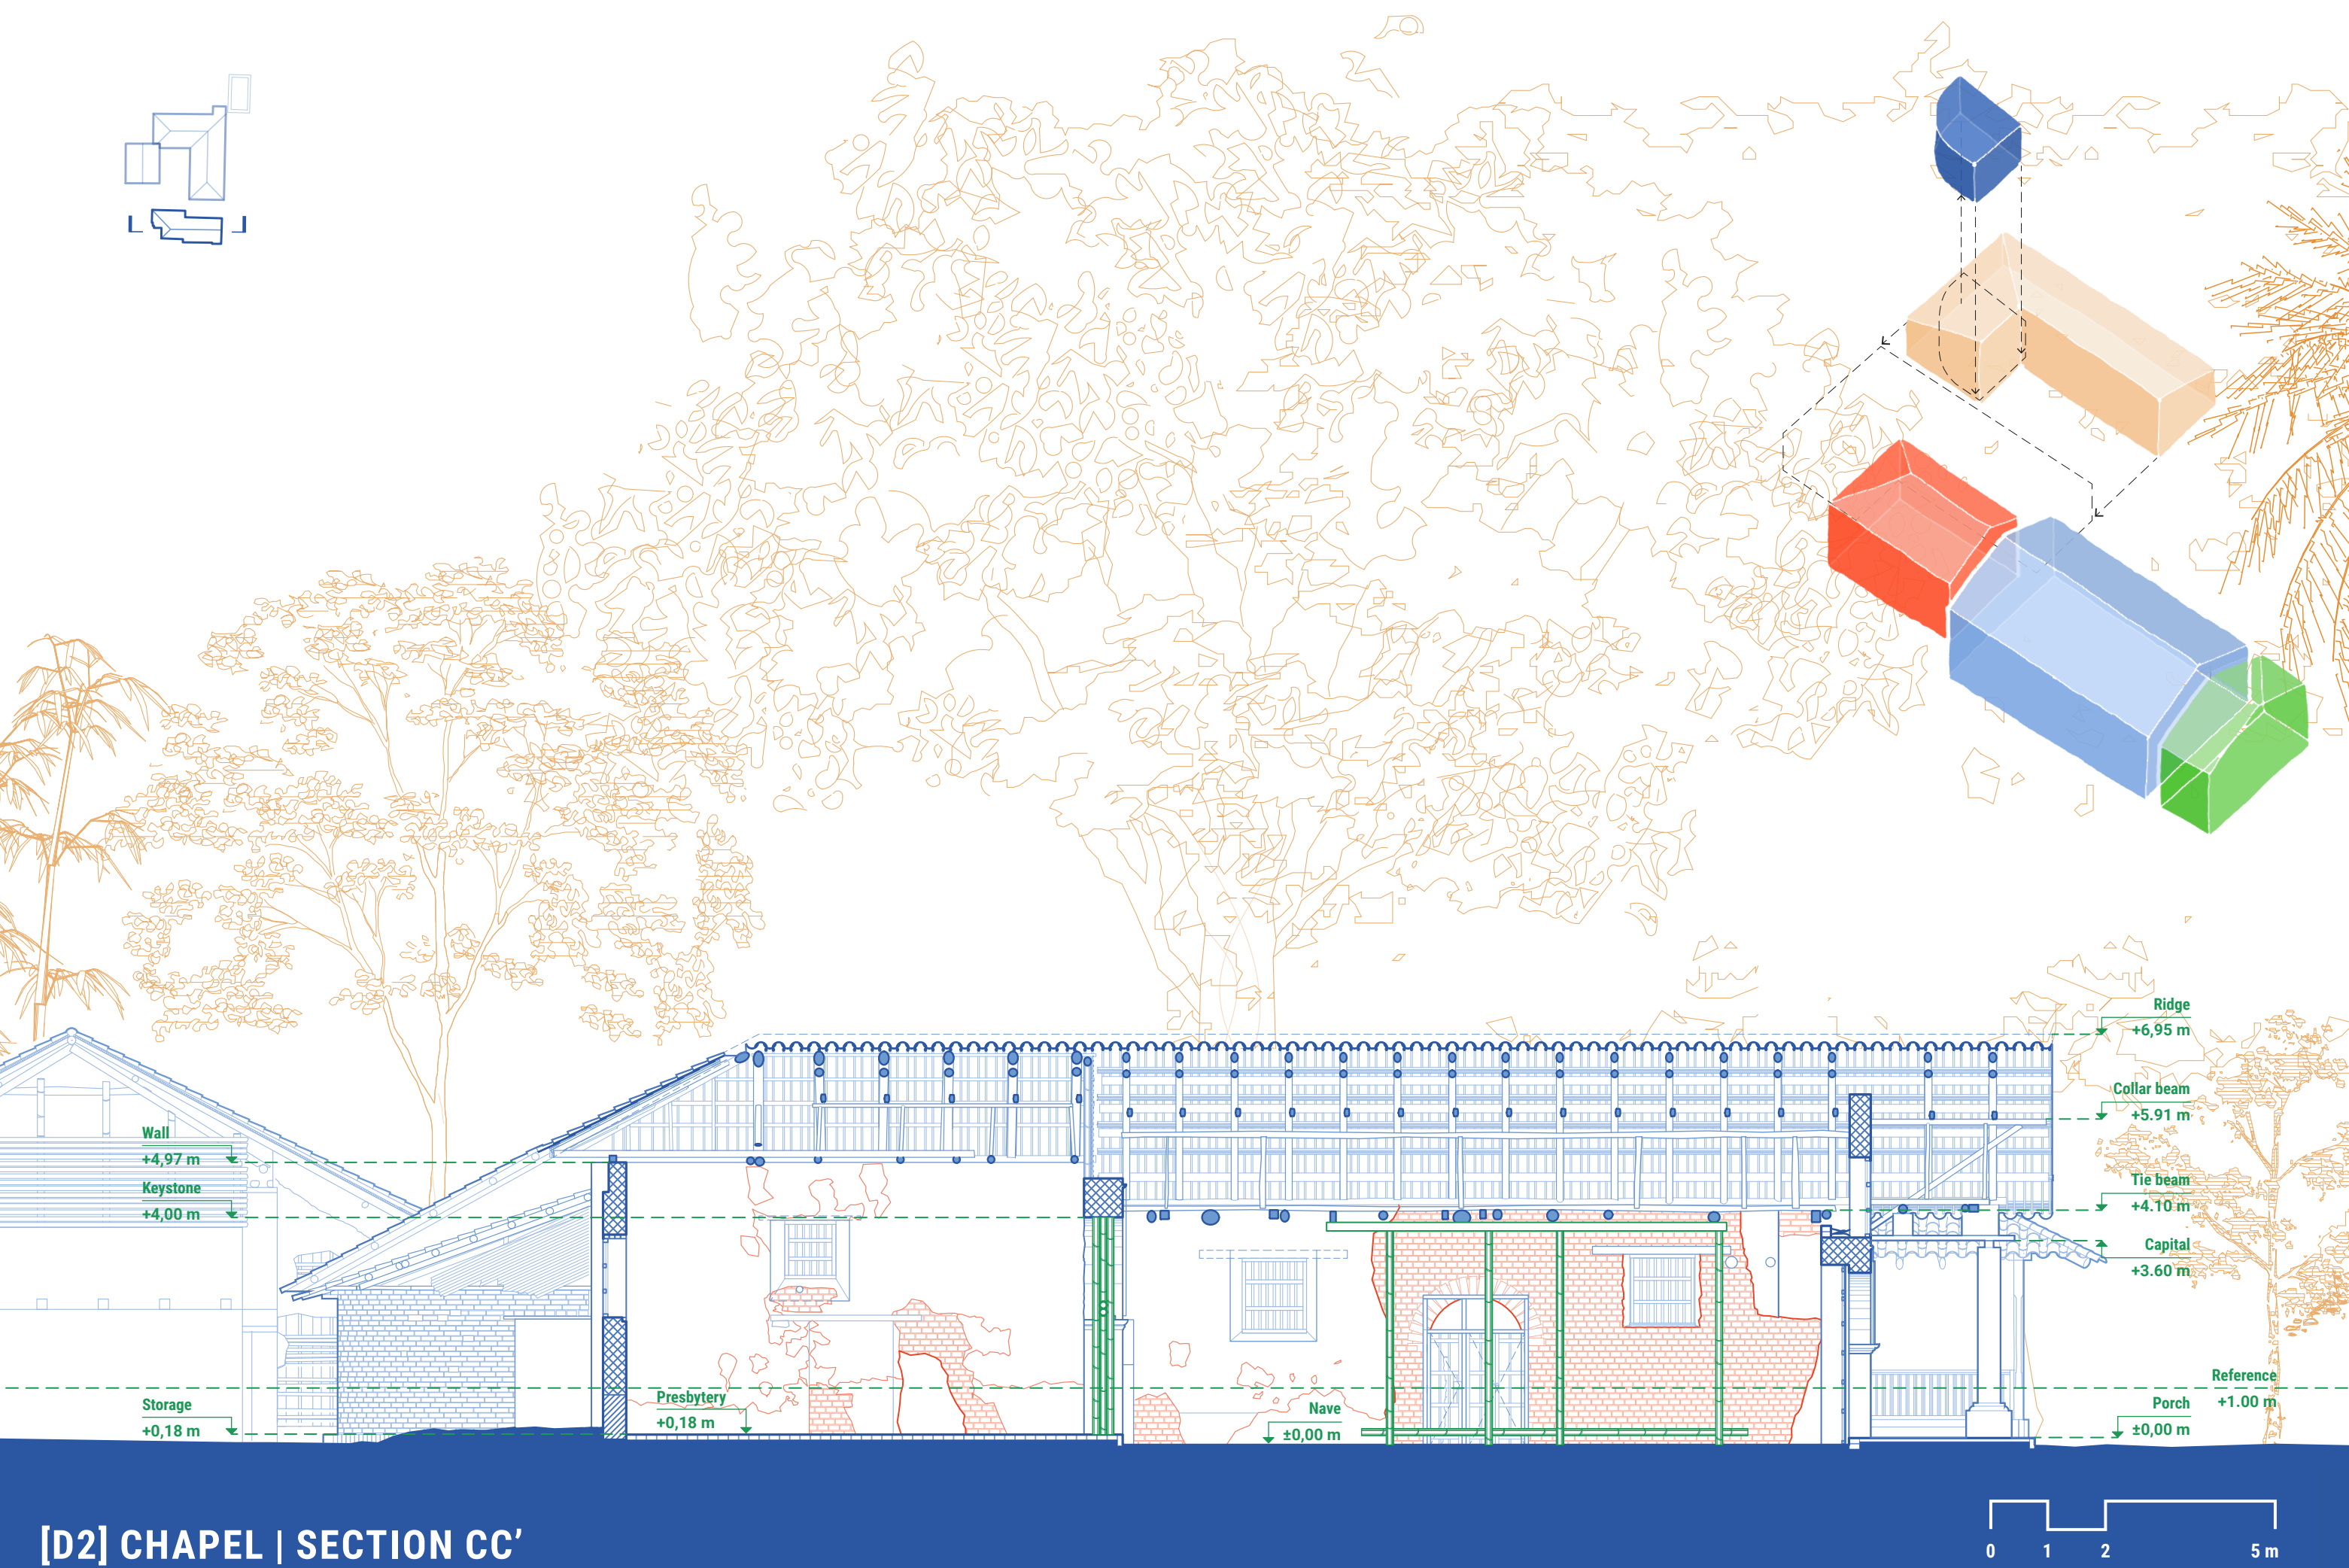 Ridge
+6,95 m
Collar beam
+5.91 m
Wall
+4,97 m
Tie beam
+4.10 m
Keystone
+4,00 m
Capital
+3.60 m
Reference
+1.00 m
Presbytery
+0,18 m
Storage
+0,18 m
Nave
±0,00 m
Porch
±0,00 m
[D2] CHAPEL | SECTION CC’
0 1 2 5 m